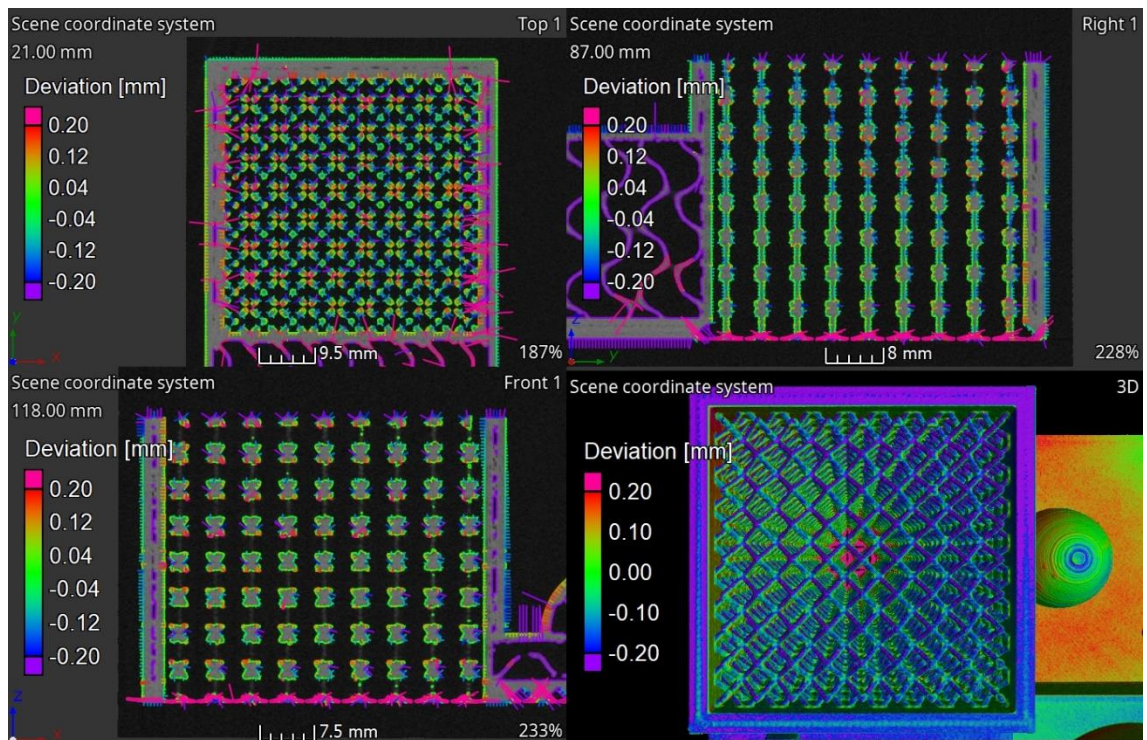 Scene coordinate system
Top 1
21.00 mm
Deviation [mm]
0.20
0.12
0.04
-0.04
-0.12
-0.20
y
x
9.5 mm
187%
Scene coordinate system
Right 1
87.00 mm
Deviation [mm]
0.20
0.12
0.04
-0.04
-0.12
-0.20
z
y
8 mm
228%
Scene coordinate system
Front 1
118.00 mm
Deviation [mm]
0.20
0.12
0.04
-0.04
-0.12
-0.20
z
x
7.5 mm
233%
Scene coordinate system
3D
Deviation [mm]
0.20
0.12
0.04
0.00
-0.10
-0.20